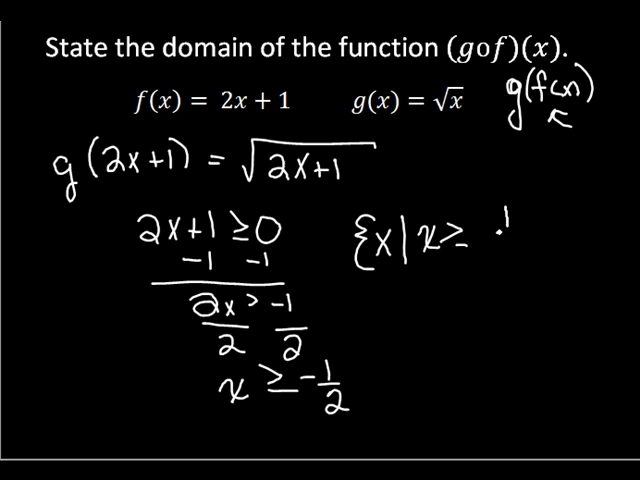 State the domain of the function (gof)(x).
f(x) = 2x + 1 g(x) = √x g(f(x))
g(2x+1) = √2x+1
2x+1 ≥ 0 {x|x ≥
-1 -1
2x > -1
2 2
x ≥ -1/2